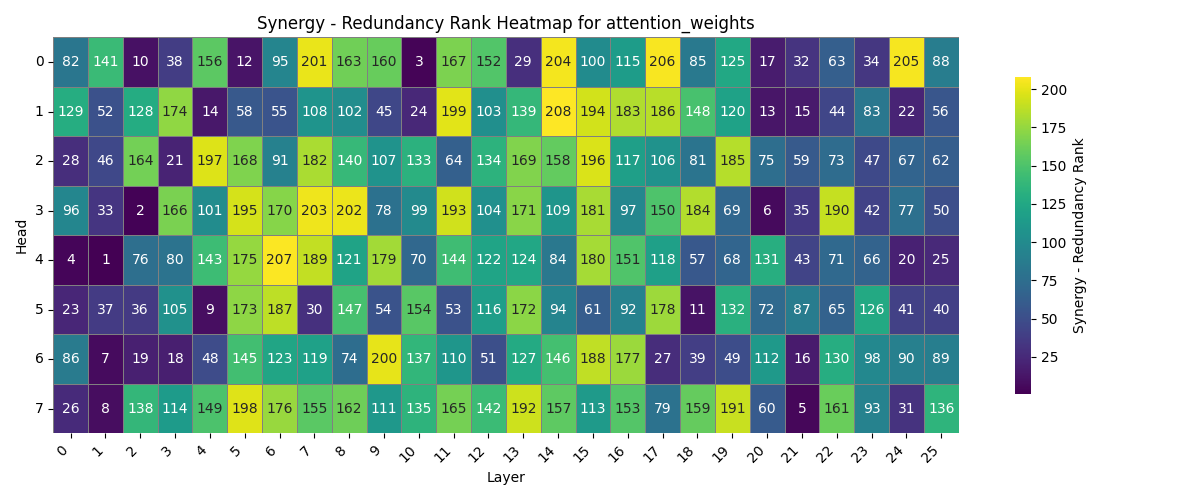 Synergy - Redundancy Rank Heatmap for attention_weights
Head
0 82 141 10 38 156 12 95 201 163 160 3 167 152 29 204 100 115 206 85 125 17 32 63 34 205 88
1 129 52 128 174 14 58 55 108 102 45 24 199 103 139 208 194 183 186 148 120 13 15 44 83 22 56
2 28 46 164 21 197 168 91 182 140 107 133 64 134 169 158 196 117 106 81 185 75 59 73 47 67 62
3 96 33 2 166 101 195 170 203 202 78 99 193 104 171 109 181 97 150 184 69 6 35 190 42 77 50
4 4 1 76 80 143 175 207 189 121 179 70 144 122 124 84 180 151 118 57 68 131 43 71 66 20 25
5 23 37 36 105 9 173 187 30 147 54 154 53 116 172 94 61 92 178 11 132 72 87 65 126 41 40
6 86 7 19 18 48 145 123 119 74 200 137 110 51 127 146 188 177 27 39 49 112 16 130 98 90 89
7 26 8 138 114 149 198 176 155 162 111 135 165 142 192 157 113 153 79 159 191 60 5 161 93 31 136
0 1 2 3 4 5 6 7 8 9 10 11 12 13 14 15 16 17 18 19 20 21 22 23 24 25
Layer
200
175
150
125
100
75
50
25
Synergy - Redundancy Rank